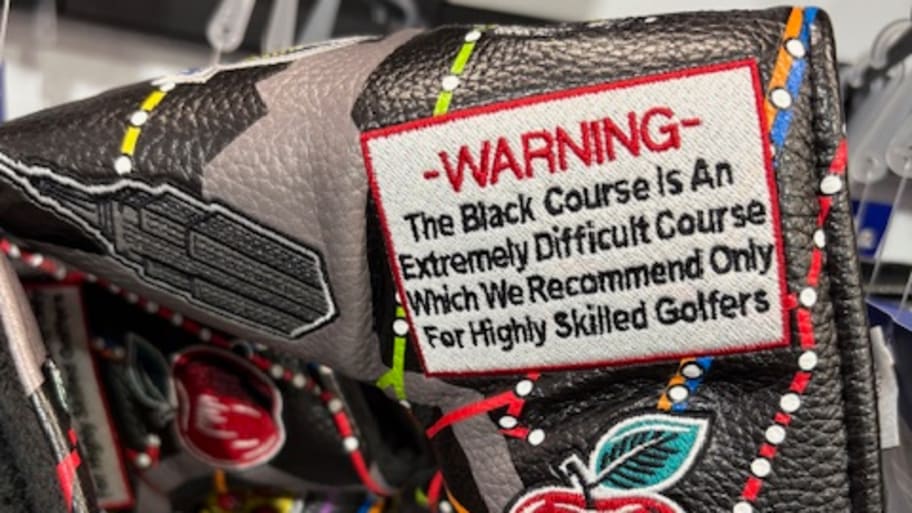 -WARNING-
The Black Course Is An
Extremely Difficult Course
Which We Recommend Only
For Highly Skilled Golfers